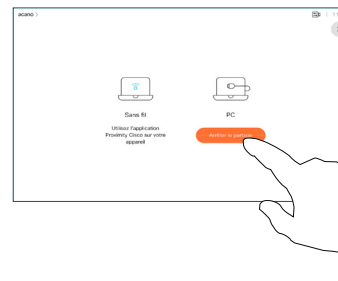 acano >
Sans fil
PC
Utilisez l'application
Proximity Cisco sur votre
appareil
Arrêter le partage